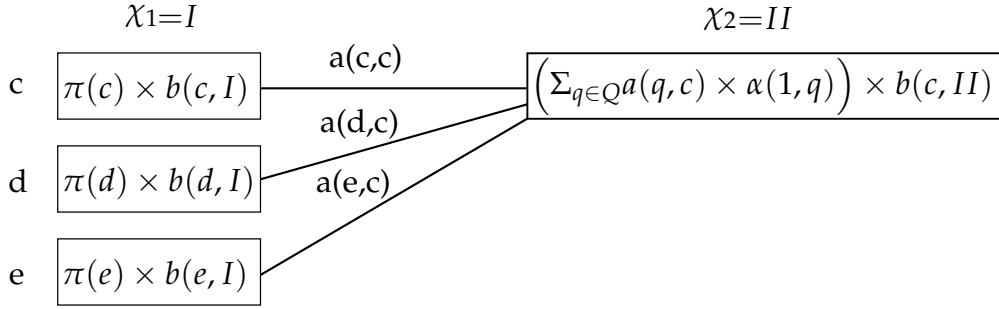 χ1=I χ2=II
c π(c) × b(c, I) a(c,c) (Σq∈Q a(q, c) × α(1, q)) × b(c, II)
a(d,c)
d π(d) × b(d, I) a(e,c)
e π(e) × b(e, I)